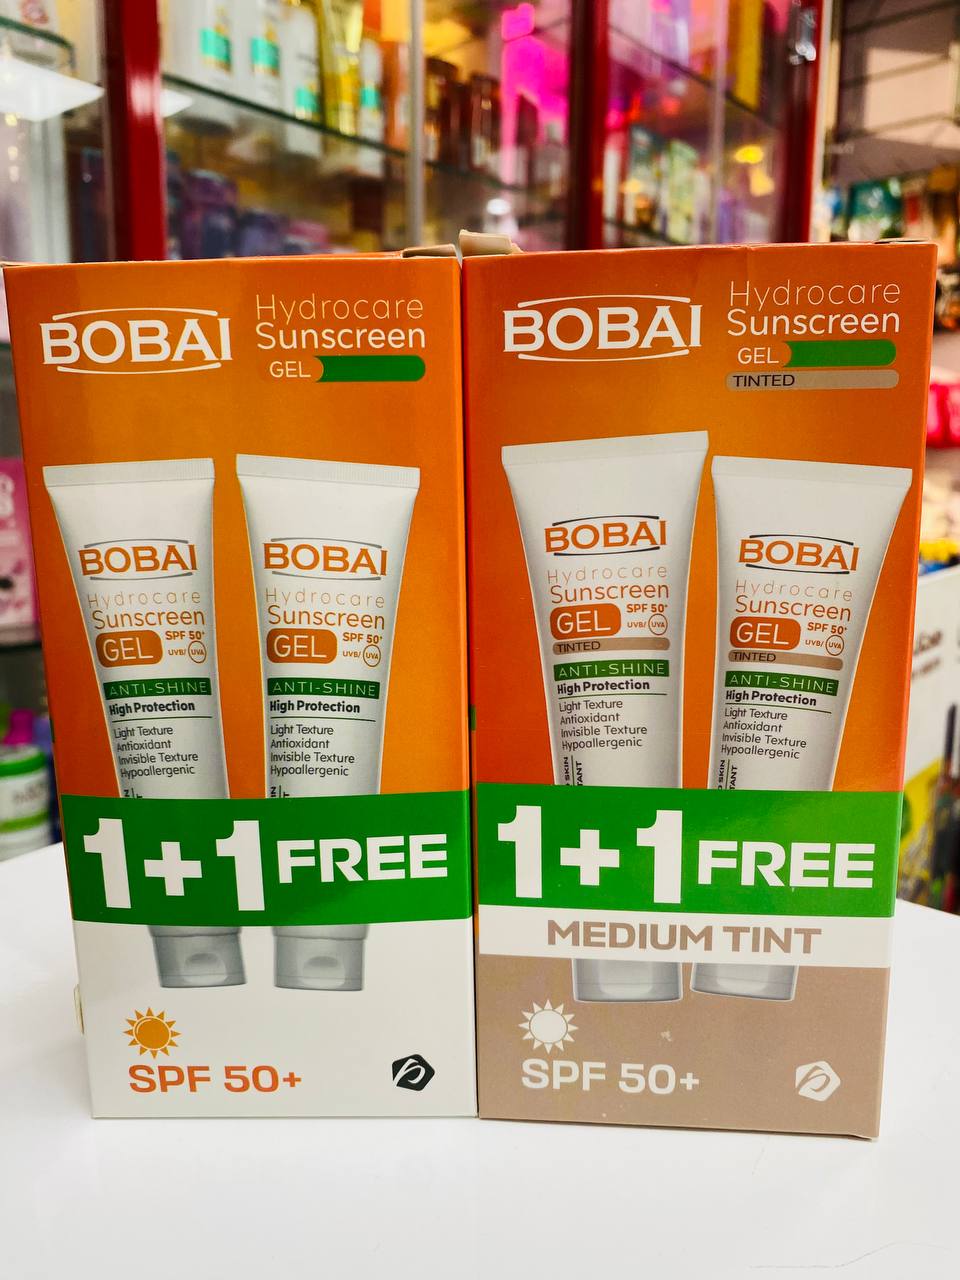 BOBAI
Hydrocare
Sunscreen
GEL
BOBAI
Hydrocare
Sunscreen
GEL
SPF 50+
UVB/ UVA
ANTI-SHINE
High Protection
Light Texture
Antioxidant
Invisible Texture
Hypoallergenic
BOBAI
Hydrocare
Sunscreen
GEL
SPF 50+
UVB/ UVA
ANTI-SHINE
High Protection
Light Texture
Antioxidant
Invisible Texture
Hypoallergenic
1+1 FREE
SPF 50+
BOBAI
Hydrocare
Sunscreen
GEL
TINTED
BOBAI
Hydrocare
Sunscreen
GEL
SPF 50+
UVB/ UVA
TINTED
ANTI-SHINE
High Protection
Light Texture
Antioxidant
Invisible Texture
Hypoallergenic
SKIN
BOBAI
Hydrocare
Sunscreen
GEL
SPF 50+
UVB/ UVA
TINTED
ANTI-SHINE
High Protection
Light Texture
Antioxidant
Invisible Texture
Hypoallergenic
SKIN
1+1 FREE
MEDIUM TINT
SPF 50+